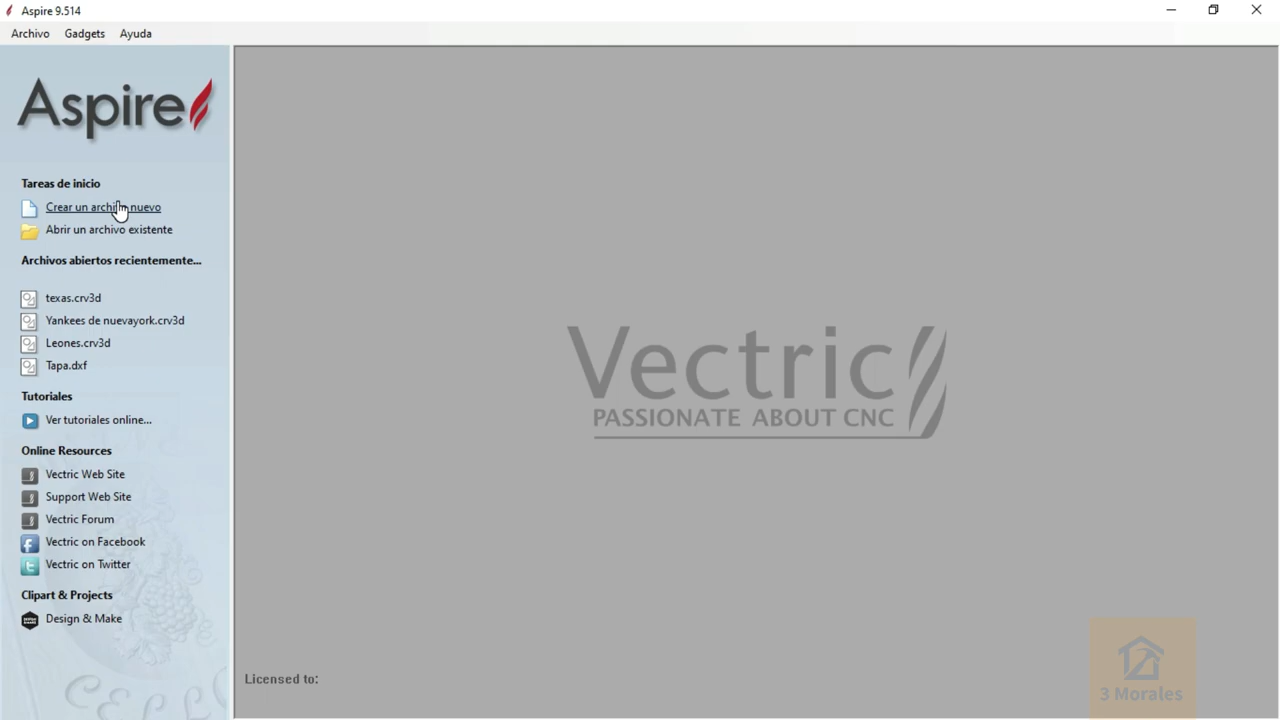 Aspire 9.514
Archivo Gadgets Ayuda
Aspire
Tareas de inicio
Crear un archivo nuevo
Abrir un archivo existente
Archivos abiertos recientemente...
texas.crv3d
Yankees de nuevayork.crv3d
Leones.crv3d
Tapa.dxf
Tutoriales
Ver tutoriales online...
Online Resources
Vectric Web Site
Support Web Site
Vectric Forum
Vectric on Facebook
Vectric on Twitter
Clipart & Projects
Design & Make
Vectric
PASSIONATE ABOUT CNC
Licensed to:
3 Morales